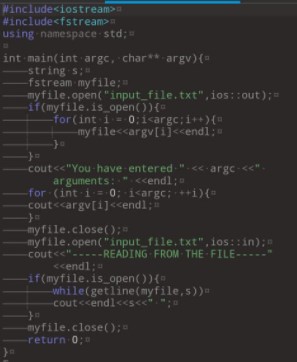 #include<iostream>
#include<fstream>
using namespace std;

int main(int argc, char** argv){
    string s;
    fstream myfile;
    myfile.open("input_file.txt",ios::out);
    if(myfile.is_open()){
        for(int i = 0;i<argc;i++){
            myfile<<argv[i]<<endl;
        }
    }
    cout<<"You have entered " << argc <<"
        arguments: " <<endl;
    for (int i = 0; i<argc; ++i){
    cout<<argv[i]<<endl;
    }
    myfile.close();
    myfile.open("input_file.txt",ios::in);
    cout<<"-----READING FROM THE FILE-----"
        <<endl;
    if(myfile.is_open()){
        while(getline(myfile,s))
        cout<<endl<<s<<" ";
    }
    myfile.close();
    return 0;
}